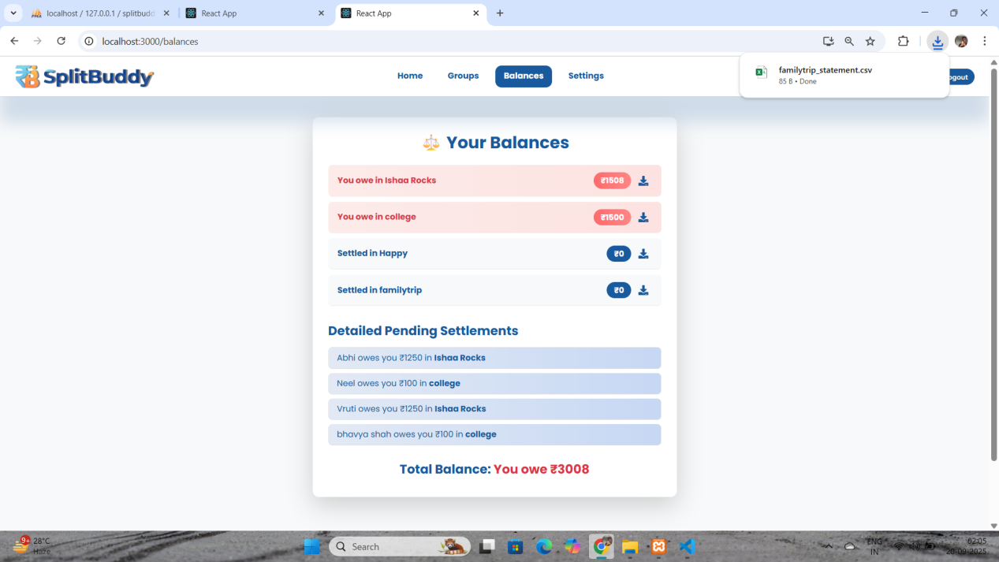 localhost / 127.0.0.1 / splitbudd
React App
React App
localhost:3000/balances
SplitBuddy
Home
Groups
Balances
Settings
ogout
familytrip_statement.csv
85 B • Done
Your Balances
You owe in Ishaa Rocks ₹1508
You owe in college ₹1500
Settled in Happy ₹0
Settled in familytrip ₹0
Detailed Pending Settlements
Abhi owes you ₹1250 in Ishaa Rocks
Neel owes you ₹100 in college
Vruti owes you ₹1250 in Ishaa Rocks
bhavya shah owes you ₹100 in college
Total Balance: You owe ₹3008
9+
28°C
Haze
Search
ENG
IN
02:05
20-09-2025